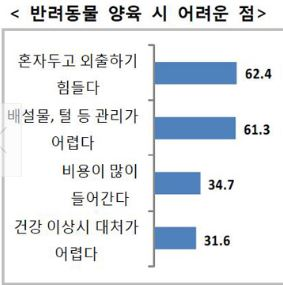 < 반려동물 양육 시 어려운 점>
혼자두고 외출하기
힘들다
62.4
배설물, 털 등 관리가
어렵다
61.3
비용이 많이
들어간다
34.7
건강 이상시 대처가
어렵다
31.6